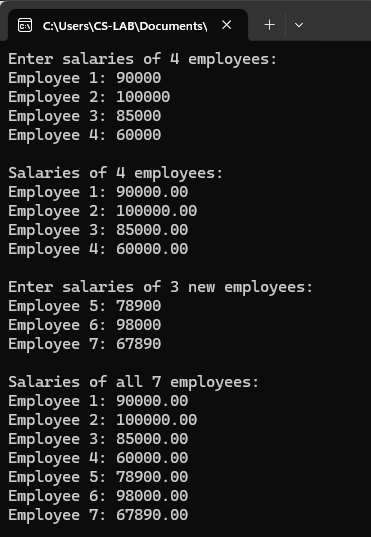 C:\Users\CS-LAB\Documents\
Enter salaries of 4 employees:
Employee 1: 90000
Employee 2: 100000
Employee 3: 85000
Employee 4: 60000
Salaries of 4 employees:
Employee 1: 90000.00
Employee 2: 100000.00
Employee 3: 85000.00
Employee 4: 60000.00
Enter salaries of 3 new employees:
Employee 5: 78900
Employee 6: 98000
Employee 7: 67890
Salaries of all 7 employees:
Employee 1: 90000.00
Employee 2: 100000.00
Employee 3: 85000.00
Employee 4: 60000.00
Employee 5: 78900.00
Employee 6: 98000.00
Employee 7: 67890.00